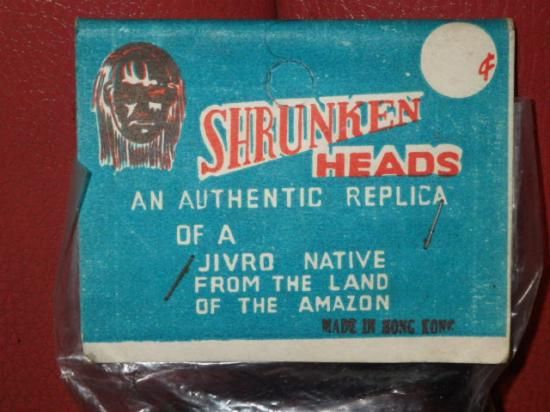 ¢
SHRUNKEN
HEADS
AN AUTHENTIC REPLICA
OF A
JIVRO NATIVE
FROM THE LAND
OF THE AMAZON
MADE IN HONG KONG